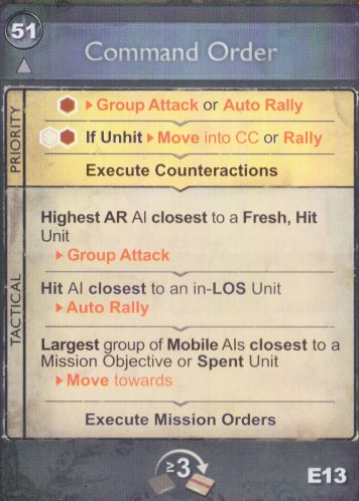 51
Command Order
PRIORITY
▸ Group Attack or Auto Rally
If Unhit ▸ Move into CC or Rally
Execute Counteractions
TACTICAL
Highest AR AI closest to a Fresh, Hit
Unit
▸ Group Attack
Hit AI closest to an in-LOS Unit
▸ Auto Rally
Largest group of Mobile AIs closest to a
Mission Objective or Spent Unit
▸ Move towards
Execute Mission Orders
≥3
E13